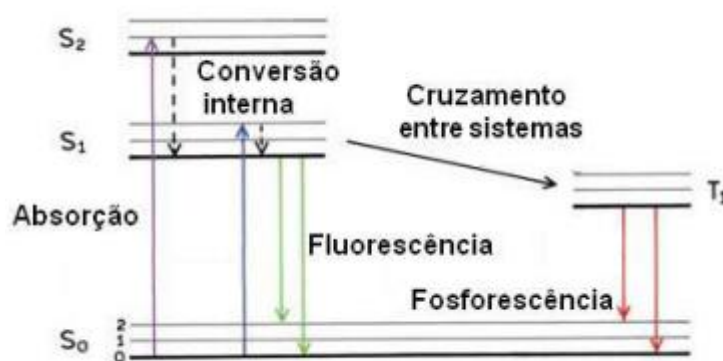 S₂
Conversão
interna
Cruzamento
entre sistemas
S₁
T₁
Absorção
Fluorescência
Fosforescência
S₀
2
1
0